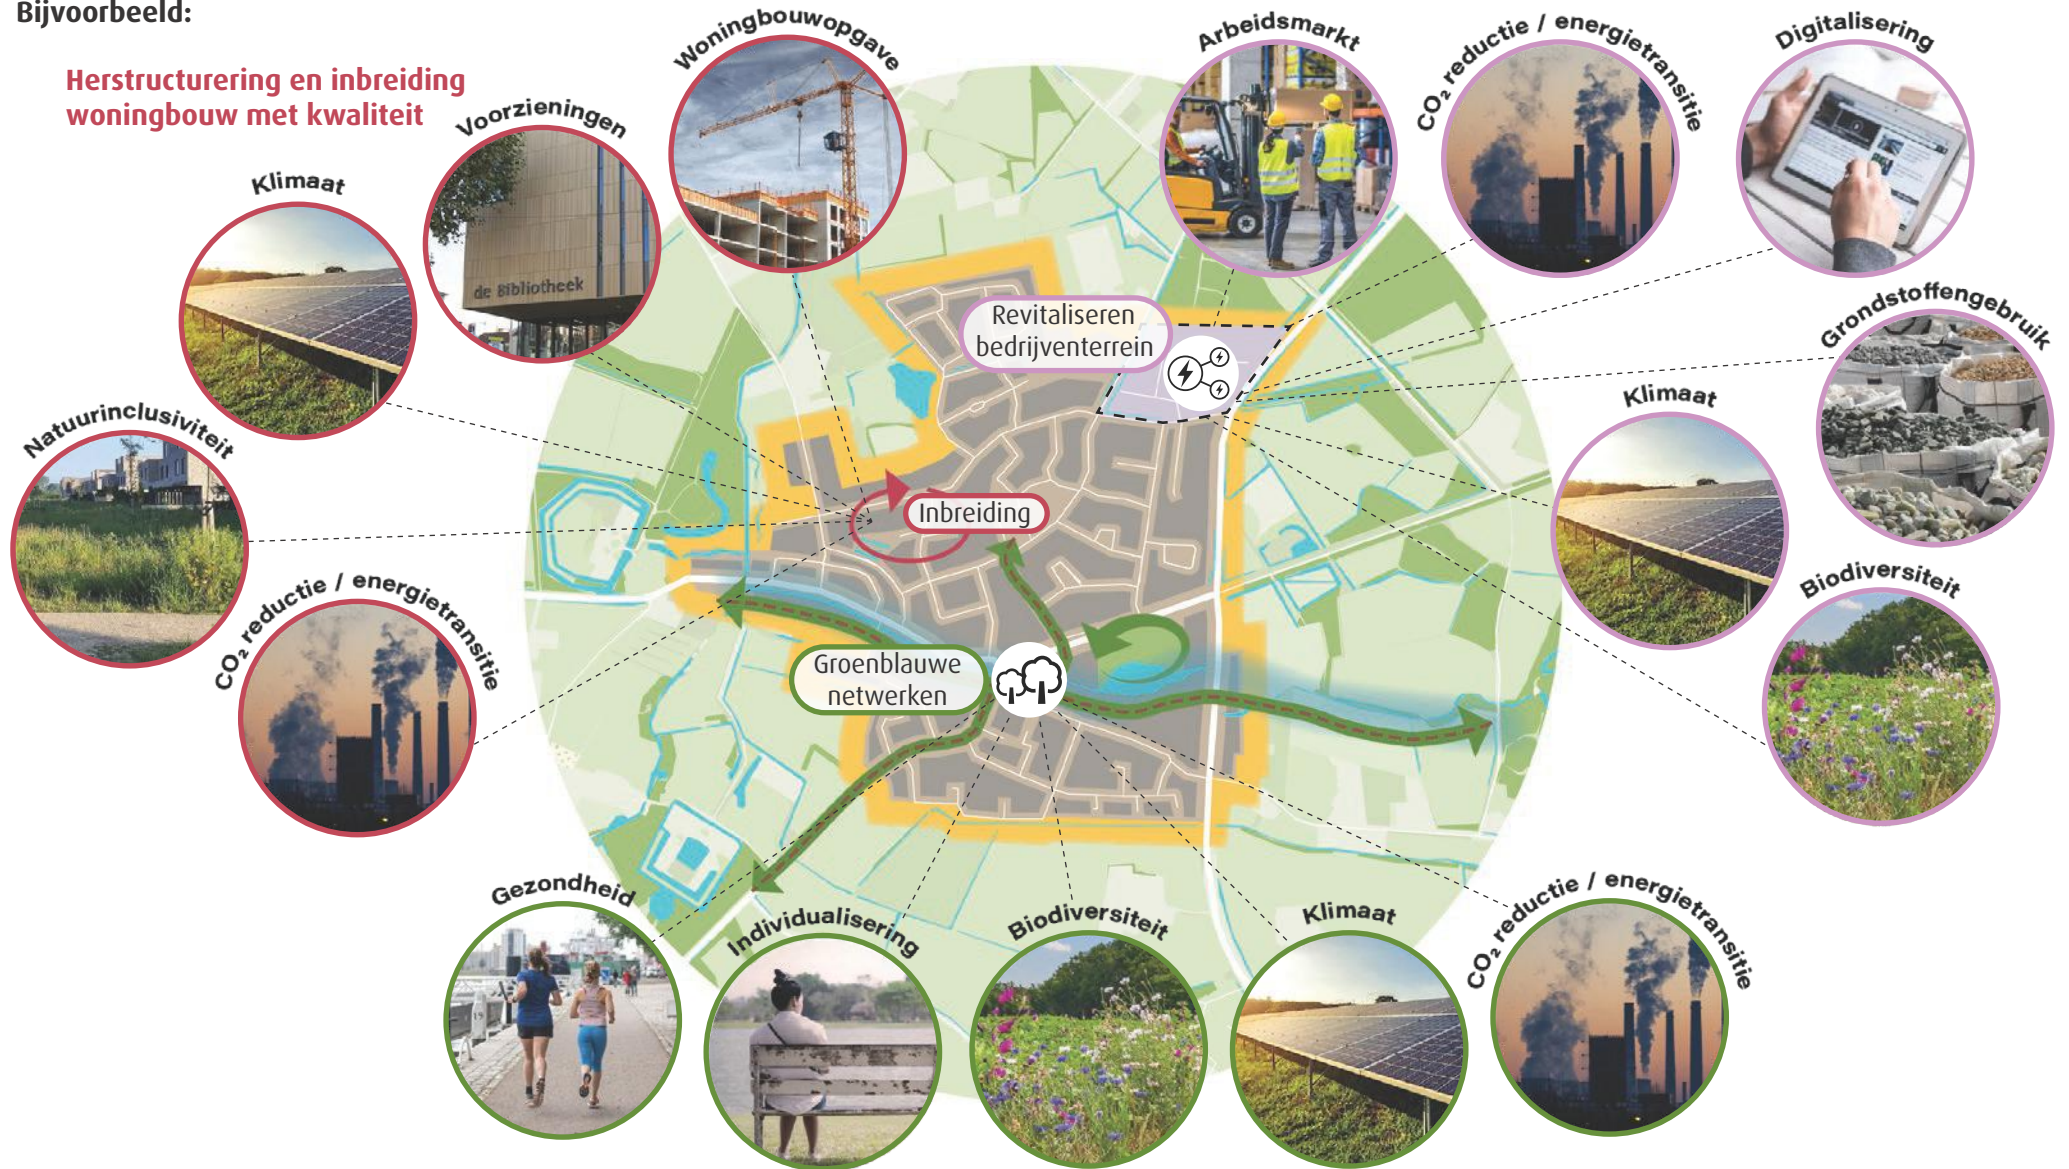 Bijvoorbeeld:
Herstructurering en inbreiding
woningbouw met kwaliteit
Woningbouwopgave
Voorzieningen
de Bibliotheek
Klimaat
Natuurinclusiviteit
CO₂ reductie / energietransitie
Arbeidsmarkt
CO₂ reductie / energietransitie
Digitalisering
Grondstoffengebruik
Klimaat
Biodiversiteit
Revitaliseren
bedrijventerrein
Inbreiding
Groenblauwe
netwerken
Gezondheid
19
Individualisering
Biodiversiteit
Klimaat
CO₂ reductie / energietransitie